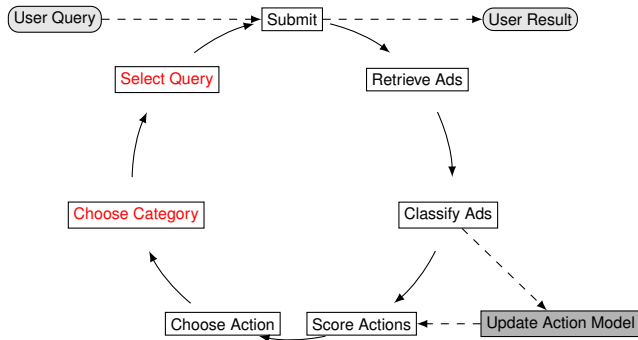 User Query
Submit
User Result
Select Query
Retrieve Ads
Choose Category
Classify Ads
Choose Action
Score Actions
Update Action Model